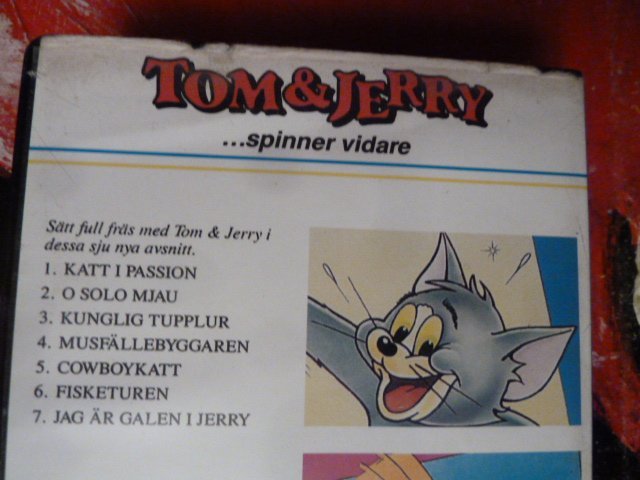 TOM & JERRY
...spinner vidare
Sätt full fräs med Tom & Jerry i
dessa sju nya avsnitt.
1. KATT I PASSION
2. O SOLO MJAU
3. KUNGLIG TUPPLUR
4. MUSFÄLLEBYGGAREN
5. COWBOYKATT
6. FISKETUREN
7. JAG ÄR GALEN I JERRY